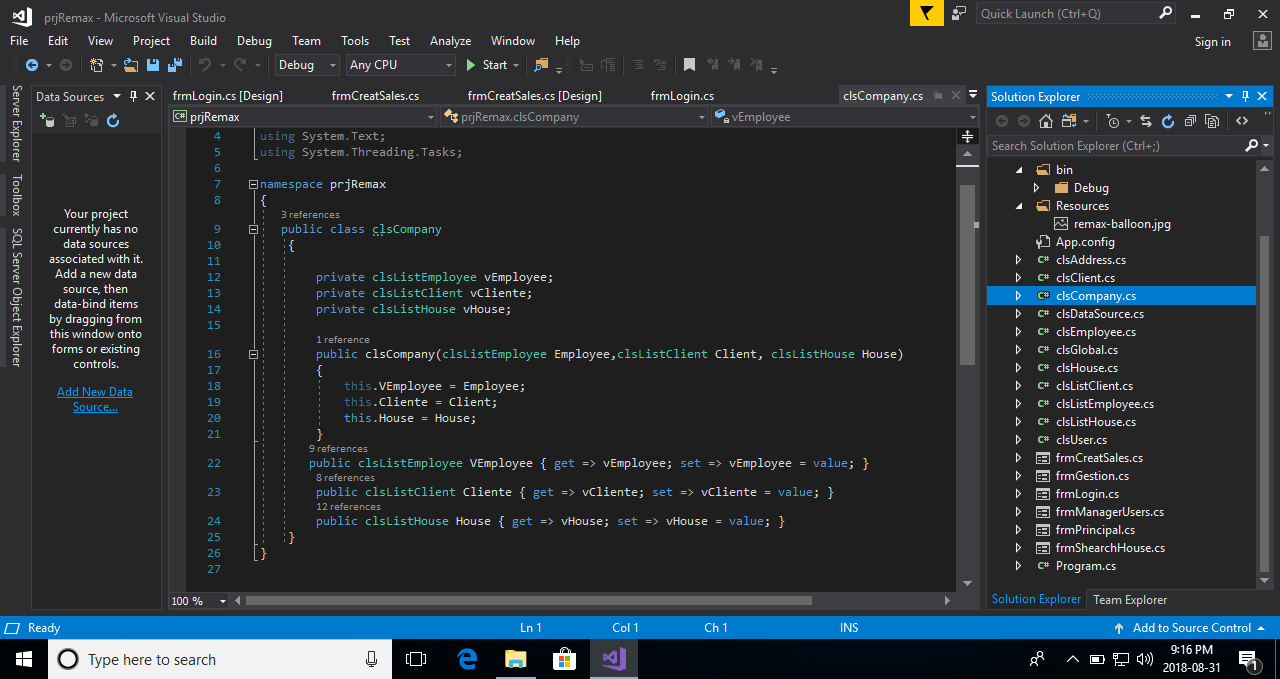 prjRemax - Microsoft Visual Studio
Quick Launch (Ctrl+Q)
File Edit View Project Build Debug Team Tools Test Analyze Window Help
Sign in
Debug Any CPU Start
Server Explorer
Toolbox
SQL Server Object Explorer
Data Sources
Your project
currently has no
data sources
associated with it.
Add a new data
source, then
data-bind items
by dragging from
this window onto
forms or existing
controls.
Add New Data
Source...
frmLogin.cs [Design] frmCreatSales.cs frmCreatSales.cs [Design] frmLogin.cs clsCompany.cs
prjRemax prjRemax.clsCompany vEmployee
4 using System.Text;
5 using System.Threading.Tasks;
6
7 namespace prjRemax
8 {
3 references
9 public class clsCompany
10 {
11
12 private clsListEmployee vEmployee;
13 private clsListClient vCliente;
14 private clsListHouse vHouse;
15
1 reference
16 public clsCompany(clsListEmployee Employee,clsListClient Client, clsListHouse House)
17 {
18 this.VEmployee = Employee;
19 this.Cliente = Client;
20 this.House = House;
21 }
9 references
22 public clsListEmployee VEmployee { get => vEmployee; set => vEmployee = value; }
8 references
23 public clsListClient Cliente { get => vCliente; set => vCliente = value; }
12 references
24 public clsListHouse House { get => vHouse; set => vHouse = value; }
25 }
26 }
27
100 %
Solution Explorer
Search Solution Explorer (Ctrl+;)
bin
Debug
Resources
remax-balloon.jpg
App.config
C# clsAddress.cs
C# clsClient.cs
C# clsCompany.cs
C# clsDataSource.cs
C# clsEmployee.cs
C# clsGlobal.cs
C# clsHouse.cs
C# clsListClient.cs
C# clsListEmployee.cs
C# clsListHouse.cs
C# clsUser.cs
frmCreatSales.cs
frmGestion.cs
frmLogin.cs
frmManagerUsers.cs
frmPrincipal.cs
frmShearchHouse.cs
C# Program.cs
Solution Explorer Team Explorer
Ready Ln 1 Col 1 Ch 1 INS Add to Source Control
Type here to search
9:16 PM
2018-08-31
1